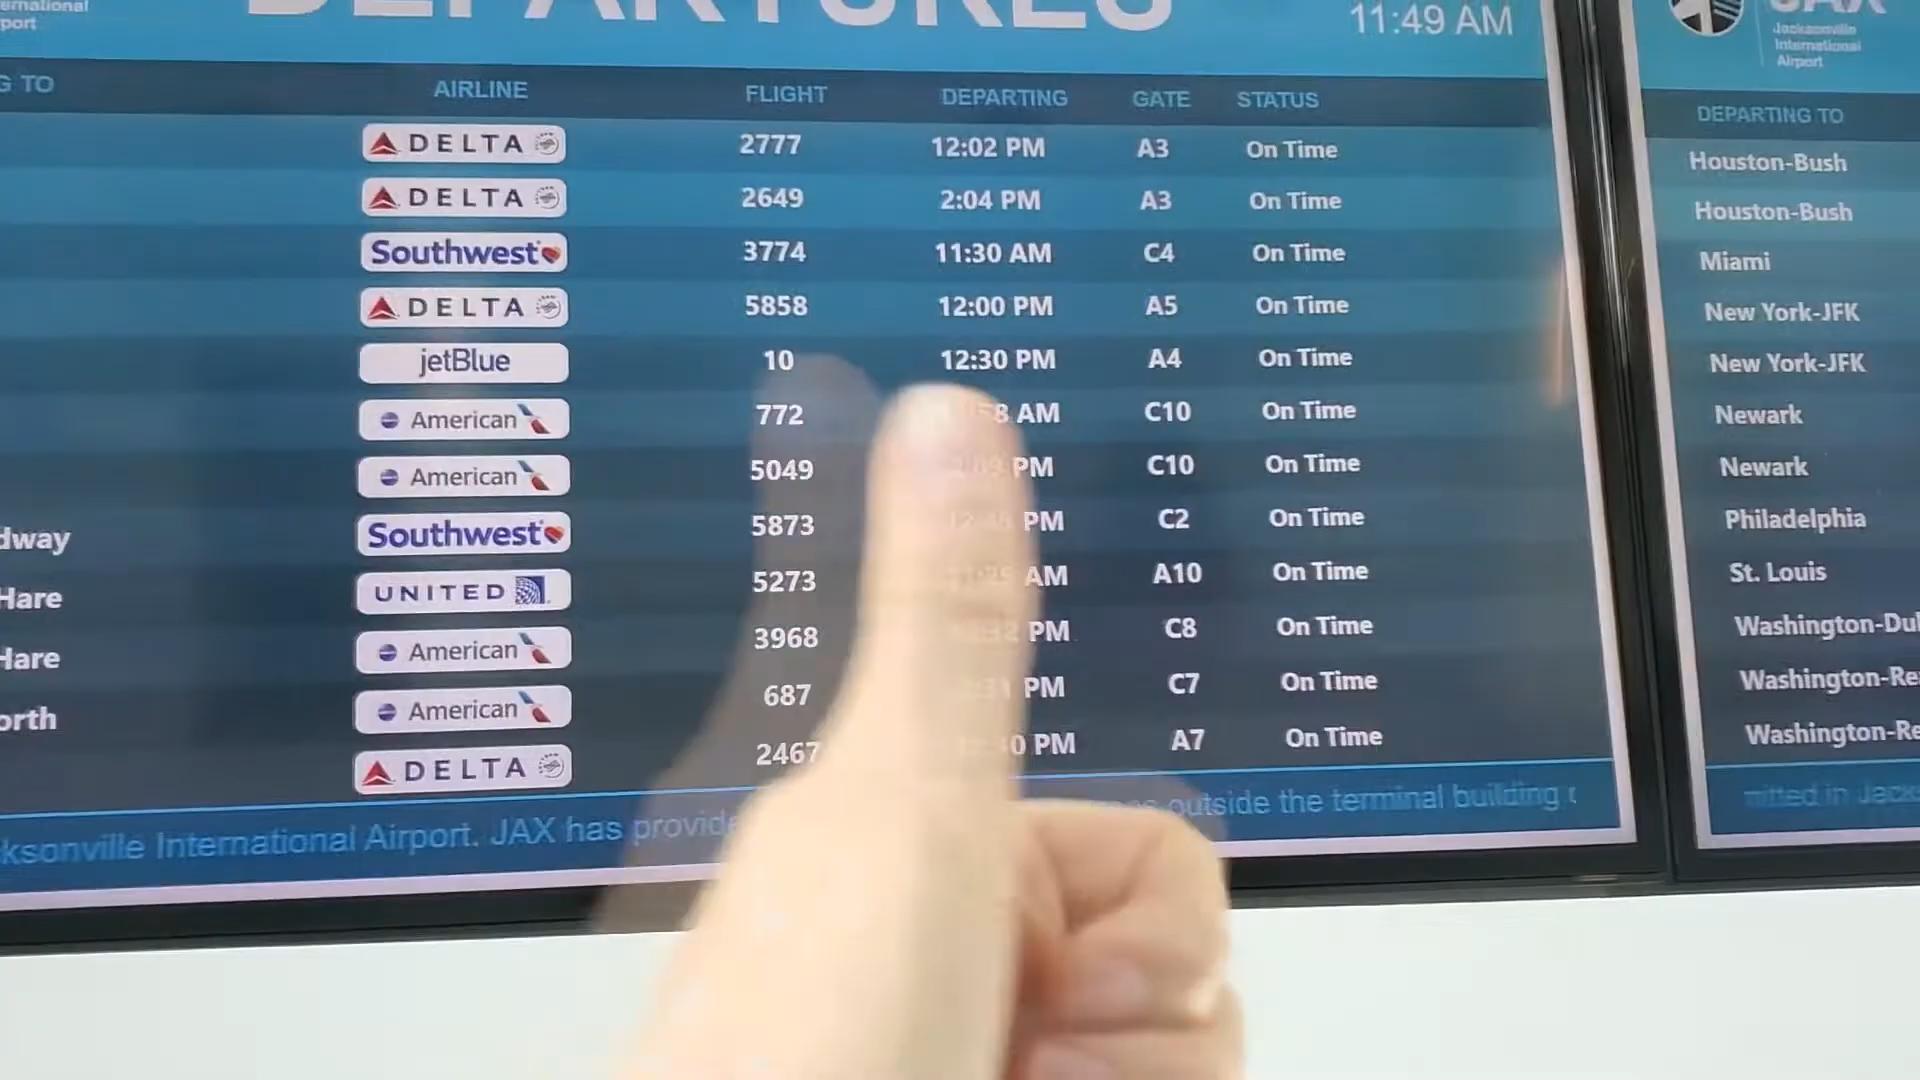 ernational
port
DEPARTURES
11:49 AM
G TO AIRLINE FLIGHT DEPARTING GATE STATUS
DELTA 2777 12:02 PM A3 On Time
DELTA 2649 2:04 PM A3 On Time
Southwest 3774 11:30 AM C4 On Time
DELTA 5858 12:00 PM A5 On Time
jetBlue 10 12:30 PM A4 On Time
American 772 AM C10 On Time
American 5049 PM C10 On Time
dway Southwest 5873 PM C2 On Time
Hare UNITED 5273 AM A10 On Time
Hare American 3968 PM C8 On Time
orth American 687 PM C7 On Time
DELTA 2467 PM A7 On Time
cksonville International Airport. JAX has provide outside the terminal building
JAX
Jacksonville
International
Airport
DEPARTING TO
Houston-Bush
Houston-Bush
Miami
New York-JFK
New York-JFK
Newark
Newark
Philadelphia
St. Louis
Washington-Dul
Washington-Re
Washington-Re
mitted in Jack